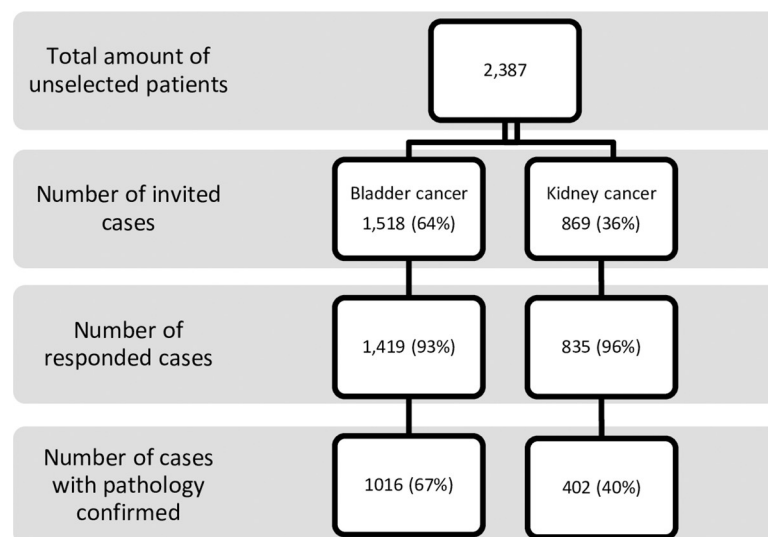 Total amount of
unselected patients
2,387
Number of invited
cases
Bladder cancer
1,518 (64%)
Kidney cancer
869 (36%)
Number of
responded cases
1,419 (93%)
835 (96%)
Number of cases
with pathology
confirmed
1016 (67%)
402 (40%)